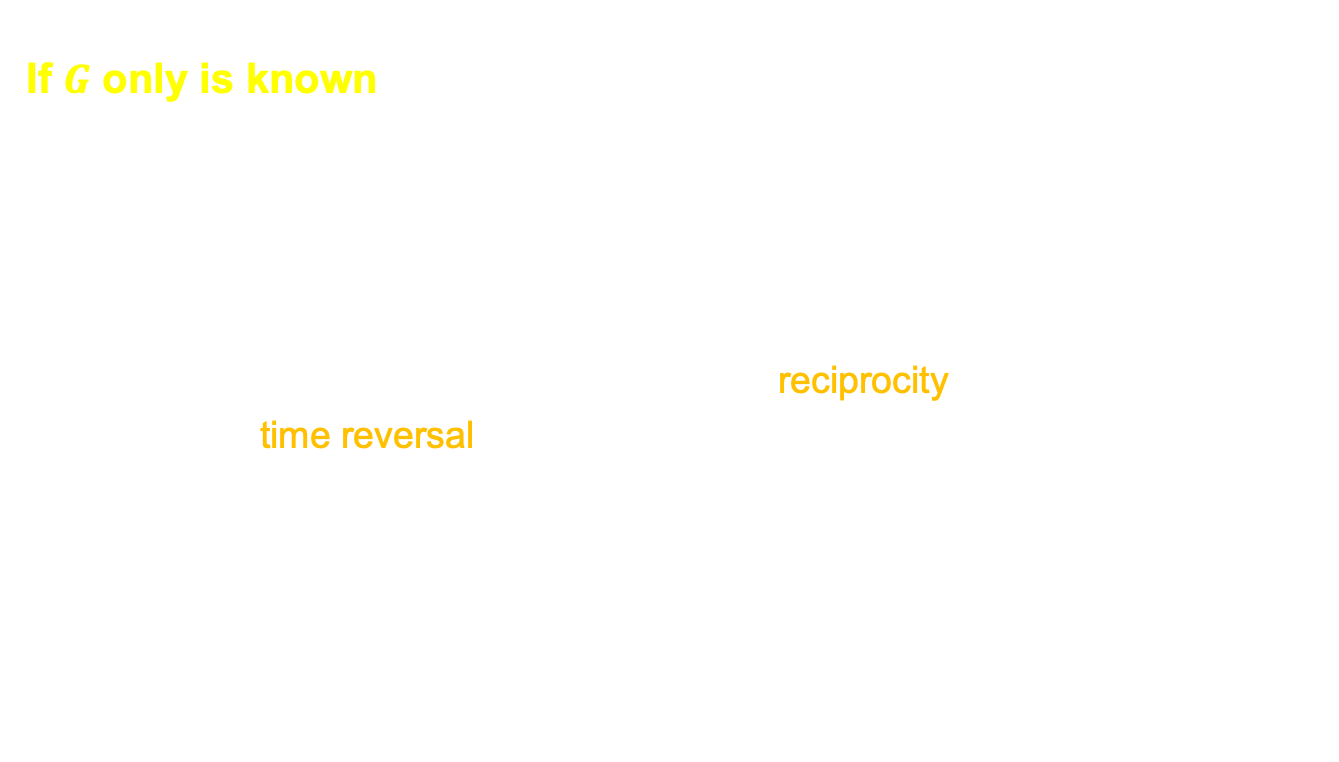 If G only is known
reciprocity
time reversal